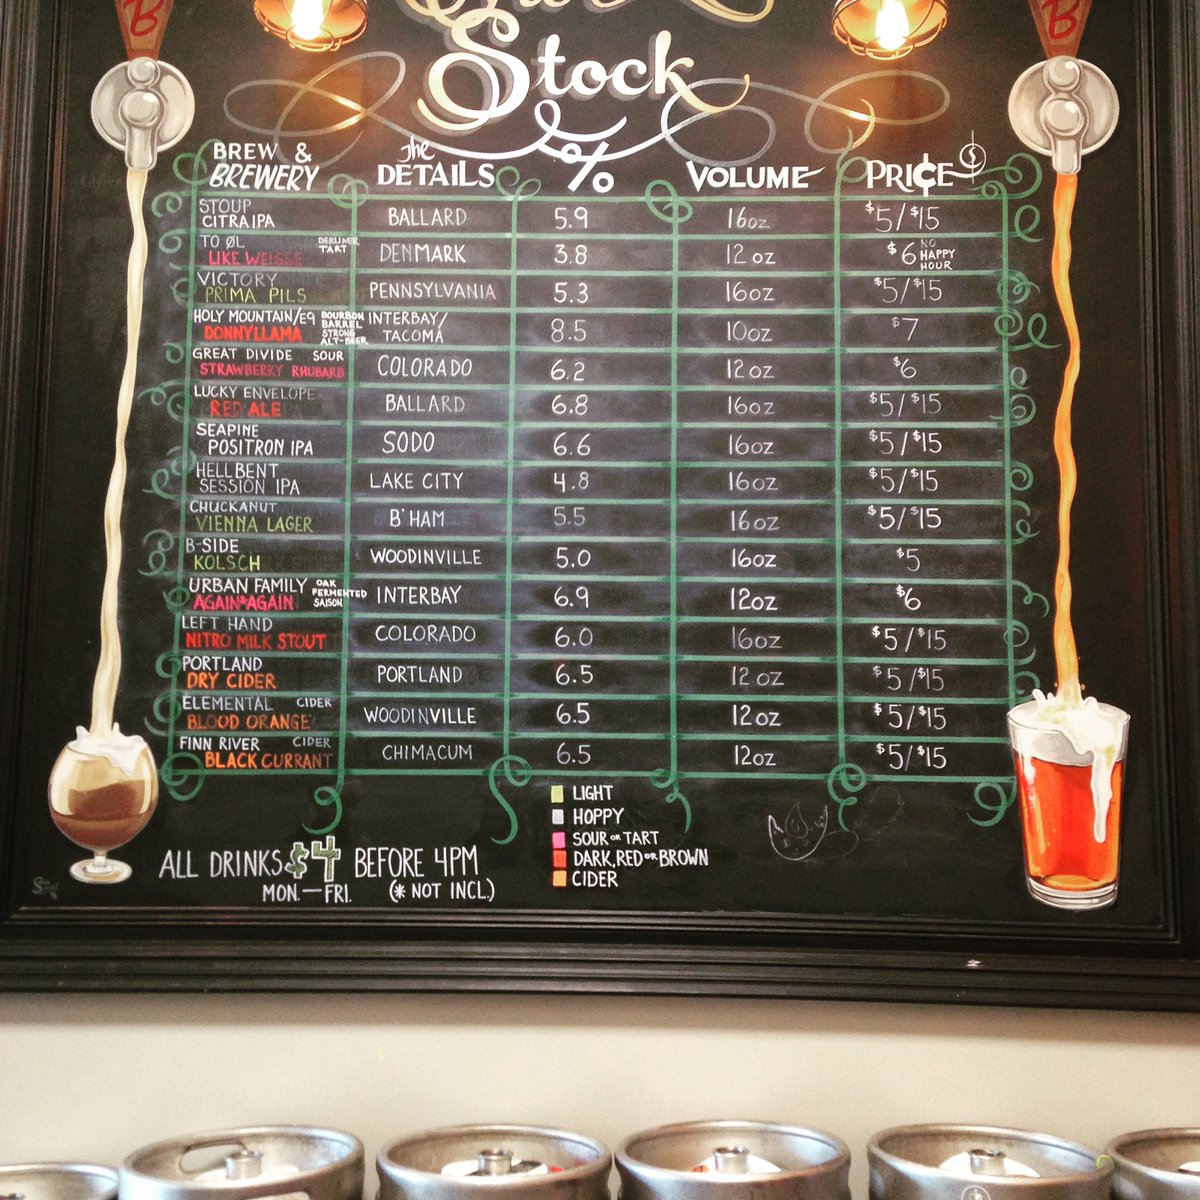 B
B
Stock
BREW & BREWERY The DETAILS % VOLUME PRI¢E $
STOUP CITRA IPA BALLARD 5.9 16oz $5/$15
TO ØL LIKE WEISSE BERLINER TART DENMARK 3.8 12 oz $6 NO HAPPY HOUR
VICTORY PRIMA PILS PENNSYLVANIA 5.3 16oz $5/$15
HOLY MOUNTAIN/E9 DONNYLLAMA BOURBON BARREL STRONG ALT-BEER INTERBAY/ TACOMA 8.5 10oz $7
GREAT DIVIDE SOUR STRAWBERRY RHUBARB COLORADO 6.2 12oz $6
LUCKY ENVELOPE RED ALE BALLARD 6.8 16oz $5/$15
SEAPINE POSITRON IPA SODO 6.6 16oz $5/$15
HELLBENT SESSION IPA LAKE CITY 4.8 16oz $5/$15
CHUCKANUT VIENNA LAGER B'HAM 5.5 16oz $5/$15
B-SIDE KOLSCH WOODINVILLE 5.0 16oz $5
URBAN FAMILY AGAIN*AGAIN OAK FERMENTED SAISON INTERBAY 6.9 12oz $6
LEFT HAND NITRO MILK STOUT COLORADO 6.0 16oz $5/$15
PORTLAND DRY CIDER PORTLAND 6.5 12 oz $5/$15
ELEMENTAL CIDER BLOOD ORANGE WOODINVILLE 6.5 12oz $5/$15
FINN RIVER CIDER BLACK CURRANT CHIMACUM 6.5 12oz $5/$15
LIGHT
HOPPY
SOUR OR TART
DARK, RED OR BROWN
CIDER
ALL DRINKS $4 BEFORE 4PM
MON.—FRI. (* NOT INCL.)